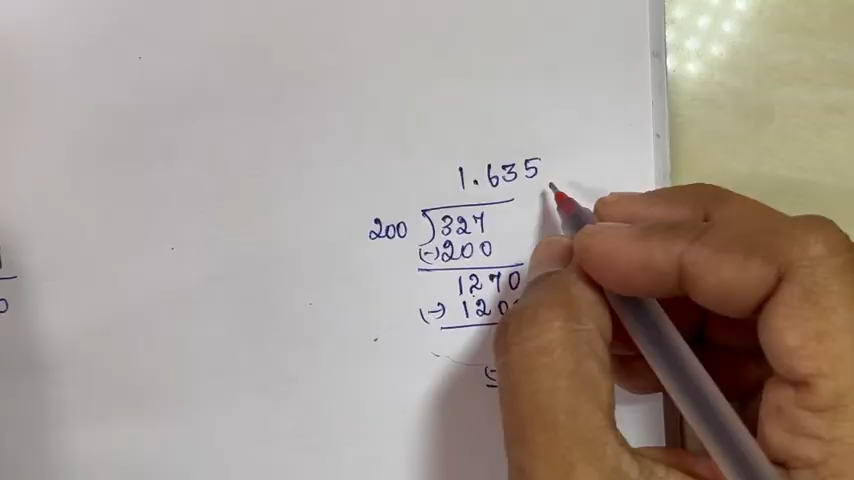 1.635
200 ) 327
(-) 200
1270
(-) 120